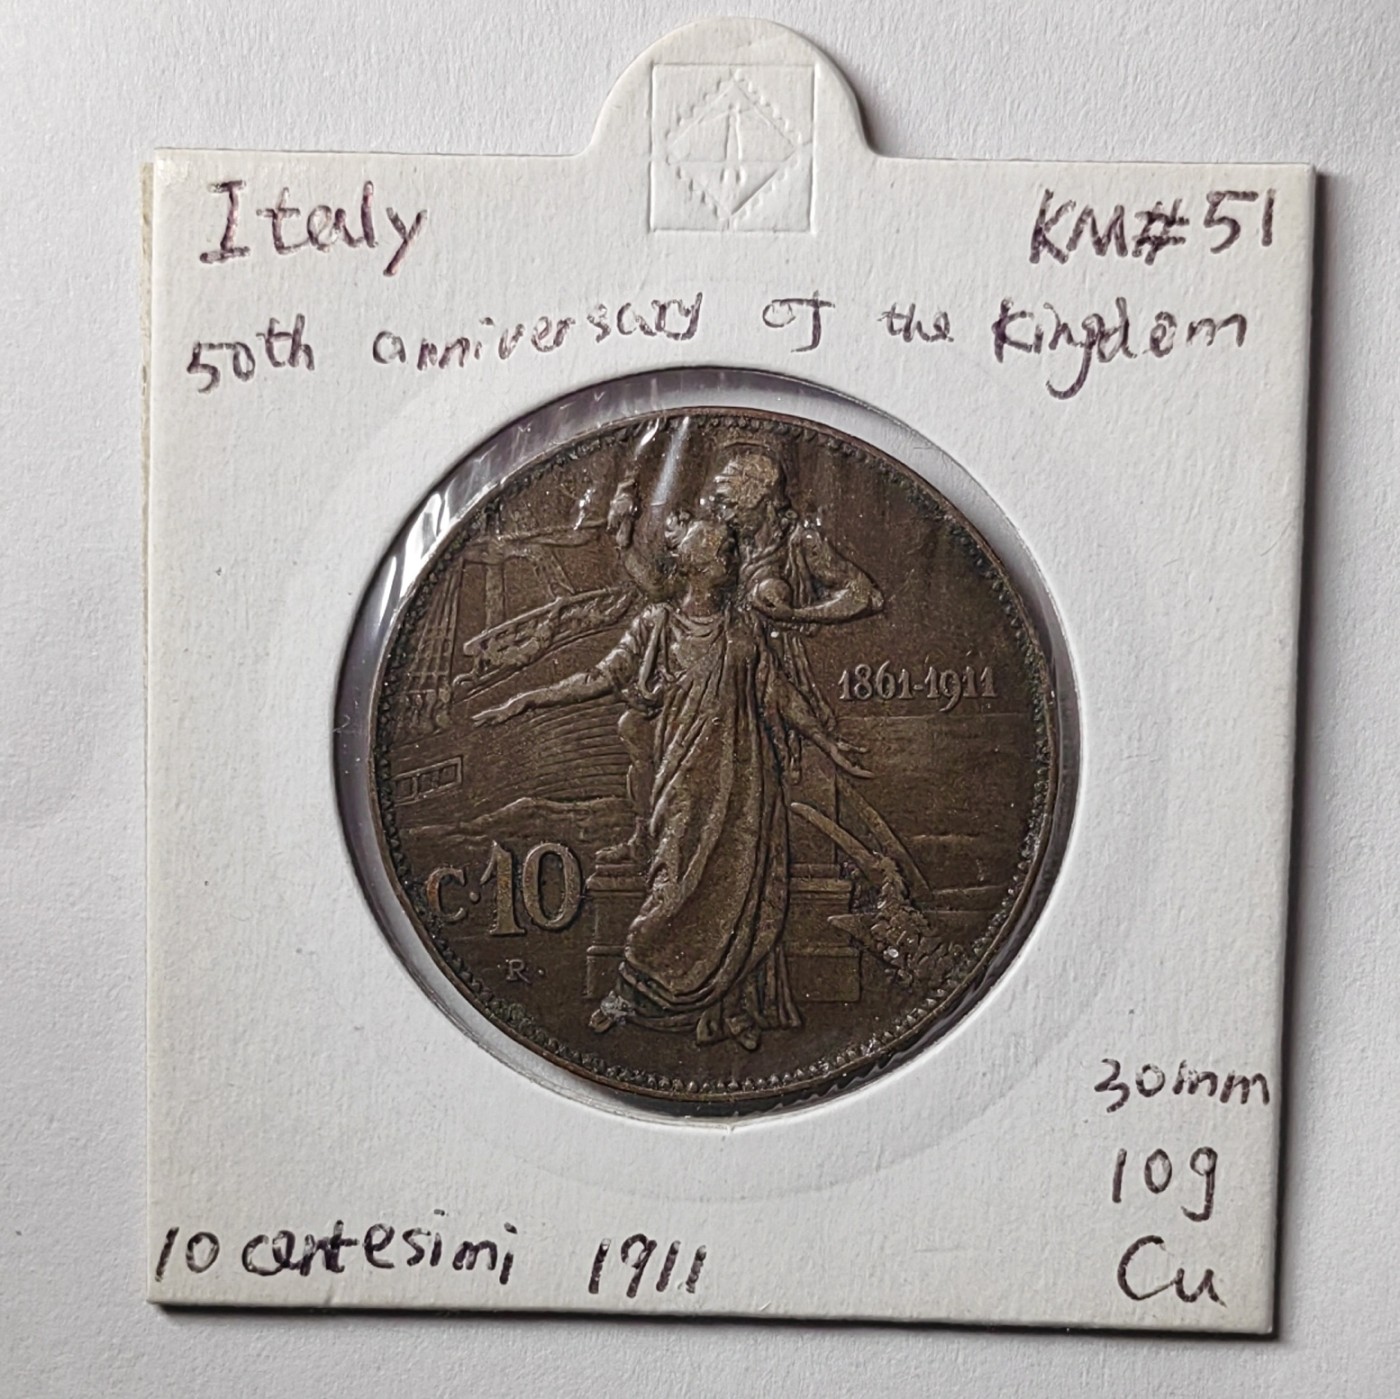 Italy KM#51
50th anniversary of the Kingdom
1861-1911
C·10
R·
30mm
10g
Cu
10 centesimi 1911